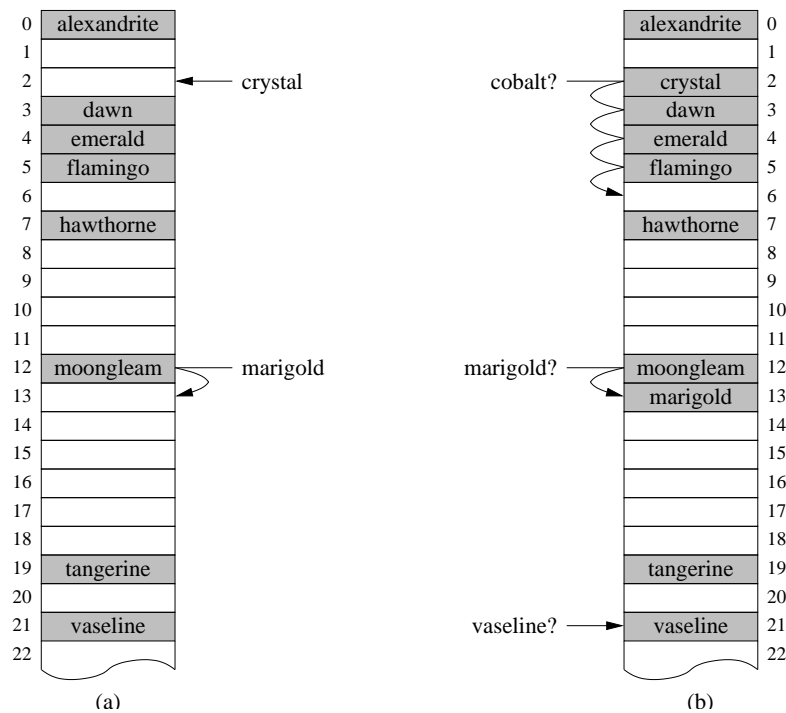 0 alexandrite alexandrite 0
1 1
2 crystal cobalt? crystal 2
3 dawn dawn 3
4 emerald emerald 4
5 flamingo flamingo 5
6 6
7 hawthorne hawthorne 7
8 8
9 9
10 10
11 11
12 moongleam marigold marigold? moongleam 12
13 marigold 13
14 14
15 15
16 16
17 17
18 18
19 tangerine tangerine 19
20 20
21 vaseline vaseline? vaseline 21
22 22
(a) (b)